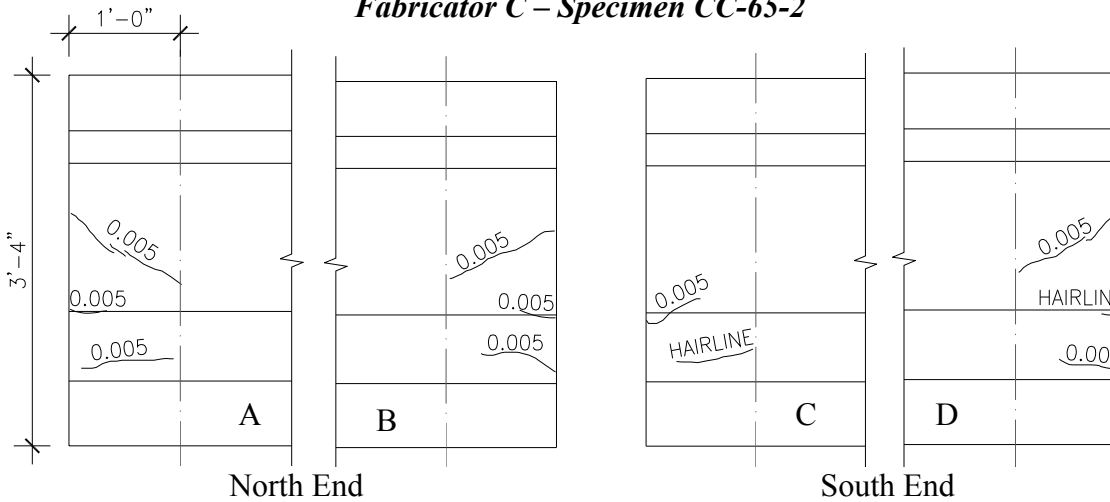 Fabricator C – Specimen CC-65-2
1'-0"
3'-4"
0.005
0.005
0.005
A
0.005
0.005
0.005
B
North End
0.005
HAIRLINE
C
0.005
HAIRLIN
0.00
D
South End